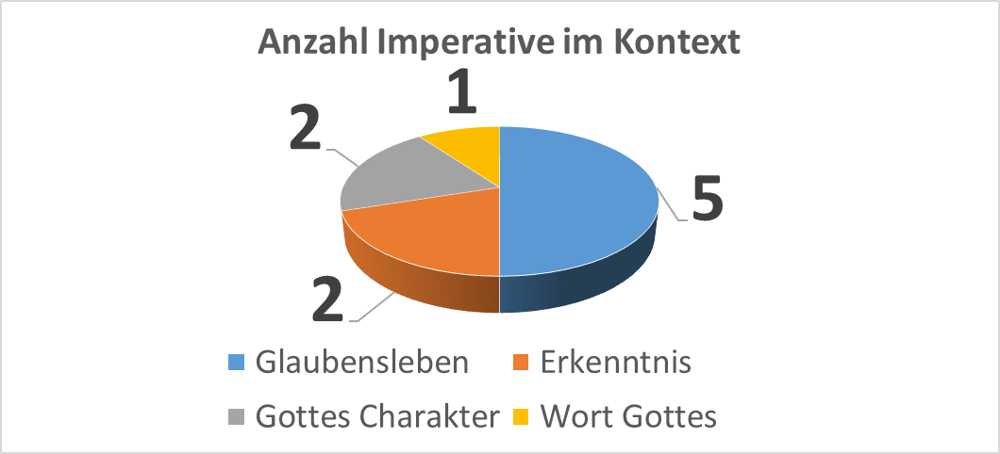 Anzahl Imperative im Kontext
1
2
5
2
Glaubensleben
Erkenntnis
Gottes Charakter
Wort Gottes